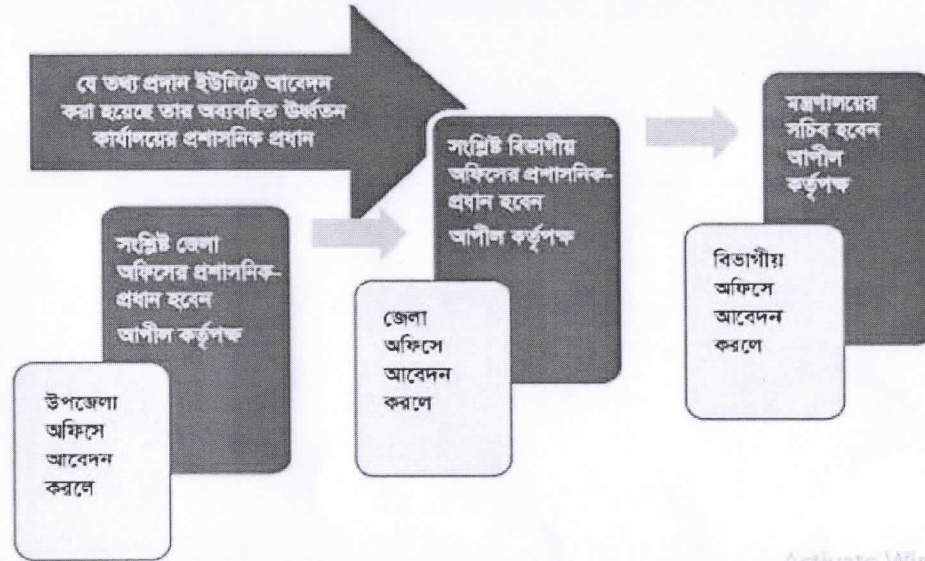 যে তথ্য প্রদান ইউনিটে আবেদন
করা হয়েছে তার অব্যবহিত উর্ধ্বতন
কার্যালয়ের প্রশাসনিক প্রধান
সংশ্লিষ্ট জেলা
অফিসের প্রশাসনিক-
প্রধান হবেন
আপীল কর্তৃপক্ষ
উপজেলা
অফিসে
আবেদন
করলে
সংশ্লিষ্ট বিভাগীয়
অফিসের প্রশাসনিক-
প্রধান হবেন
আপীল কর্তৃপক্ষ
জেলা
অফিসে
আবেদন
করলে
মন্ত্রণালয়ের
সচিব হবেন
আপীল
কর্তৃপক্ষ
বিভাগীয়
অফিসে
আবেদন
করলে